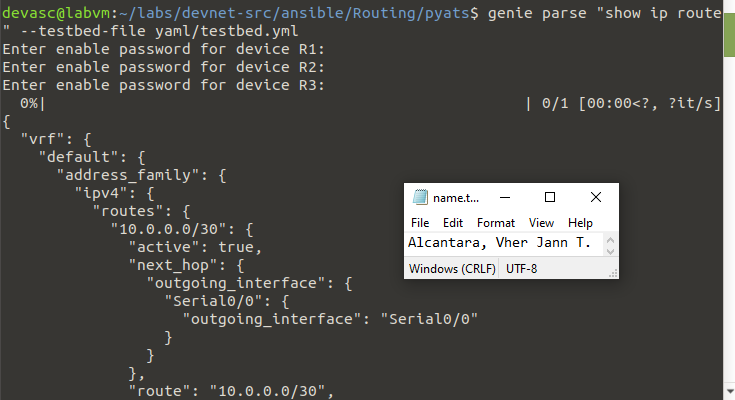 devasc@labvm:~/labs/devnet-src/ansible/Routing/pyats$ genie parse "show ip route
" --testbed-file yaml/testbed.yml
Enter enable password for device R1:
Enter enable password for device R2:
Enter enable password for device R3:
  0%|                                                     | 0/1 [00:00<?, ?it/s]
{
  "vrf": {
    "default": {
      "address_family": {
        "ipv4": {
          "routes": {
            "10.0.0.0/30": {
              "active": true,
              "next_hop": {
                "outgoing_interface": {
                  "Serial0/0": {
                    "outgoing_interface": "Serial0/0"
                  }
                }
              },
              "route": "10.0.0.0/30",
name.t...
File Edit Format View Help
Alcantara, Vher Jann T.
Windows (CRLF) UTF-8